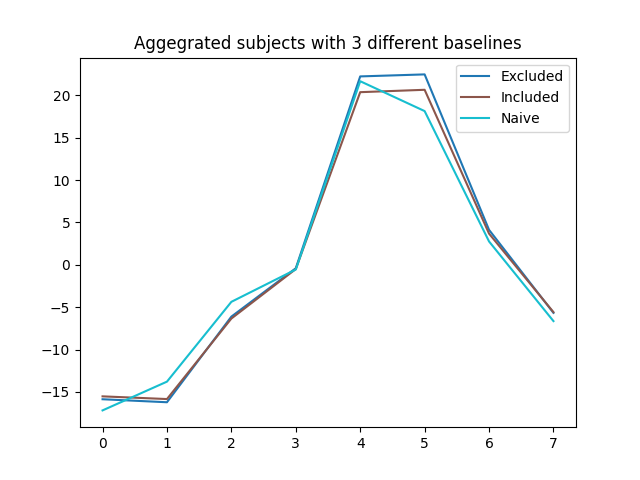 Aggegrated subjects with 3 different baselines
Excluded
Included
Naive
20
15
10
5
0
−5
−10
−15
0 1 2 3 4 5 6 7